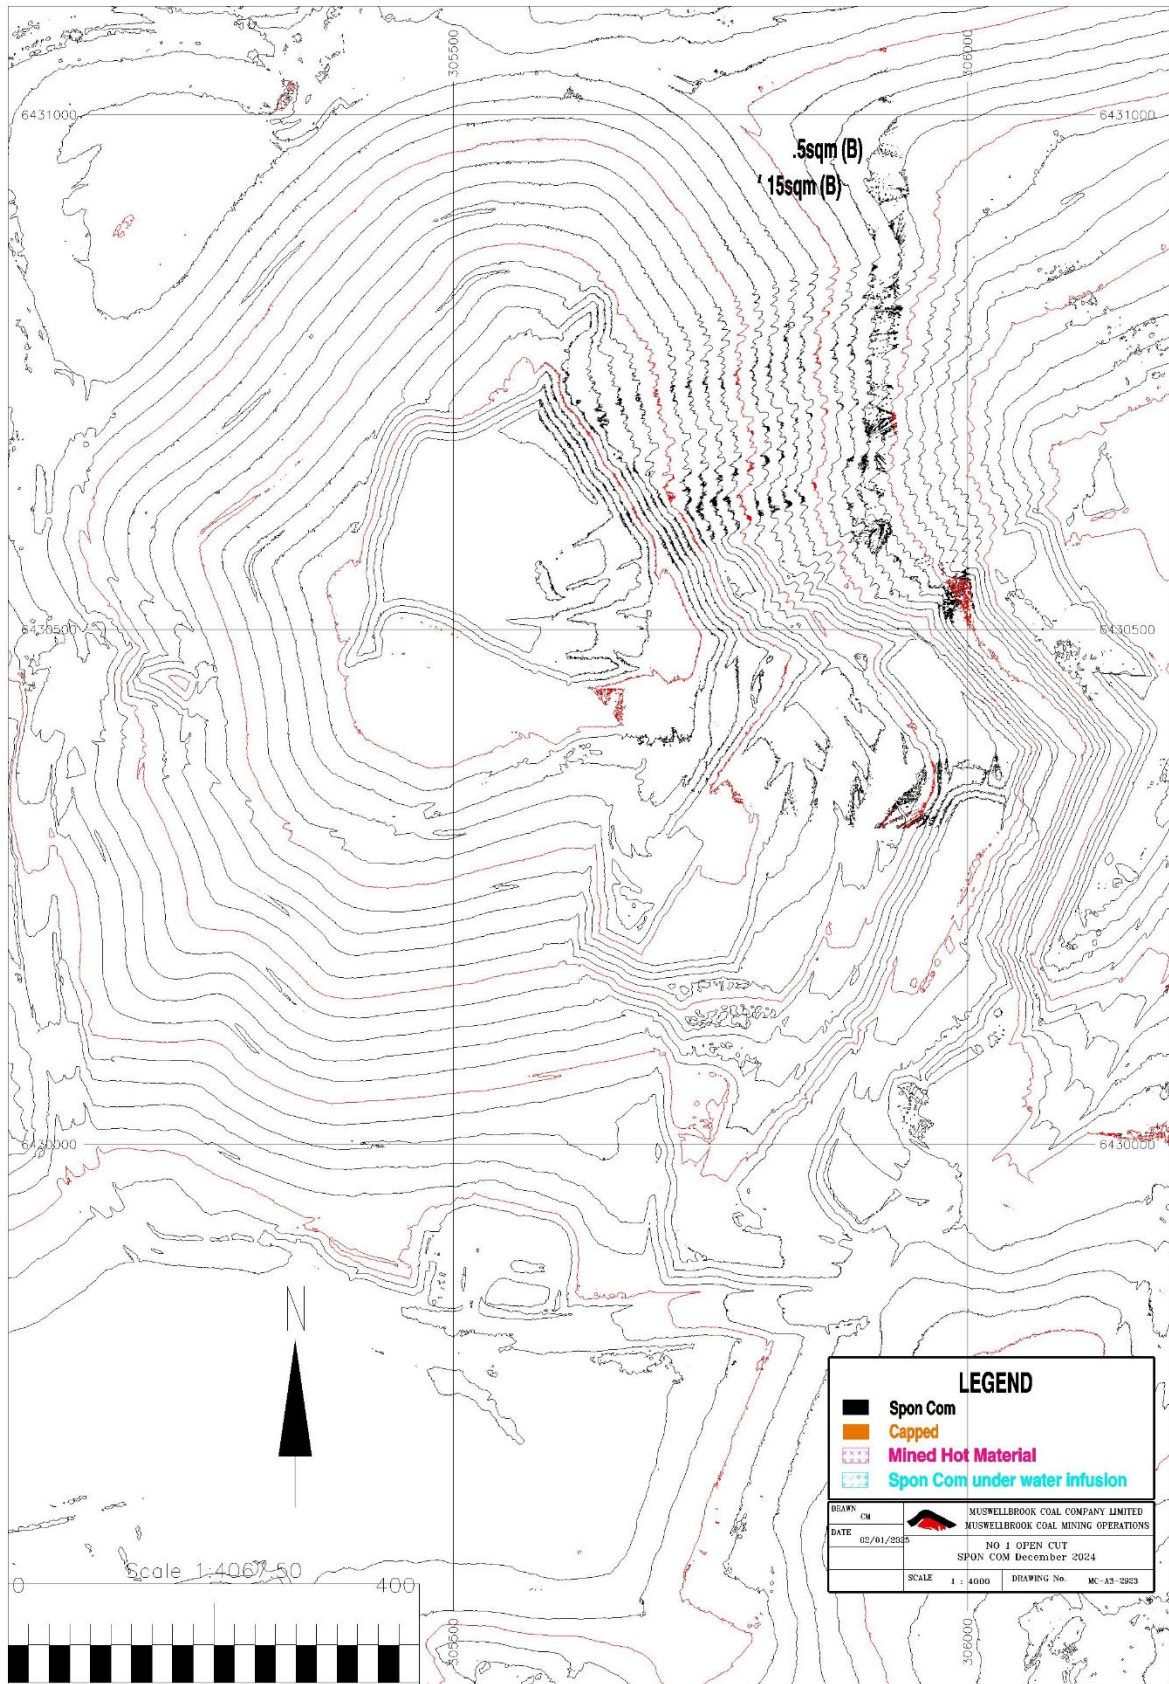 305500
306000
6431000
6431000
.5sqm (B)
15sqm (B)
6430500
6430500
6430000
6430000
N
LEGEND
Spon Com
Capped
Mined Hot Material
Spon Com under water infusion
DRAWN
CM
DATE
02/01/2025
MUSWELLBROOK COAL COMPANY LIMITED
MUSWELLBROOK COAL MINING OPERATIONS
NO 1 OPEN CUT
SPON COM December 2024
SCALE 1 : 4000
DRAWING No. MC-A3-2923
Scale 1:4067.50
0
400
305500
306000